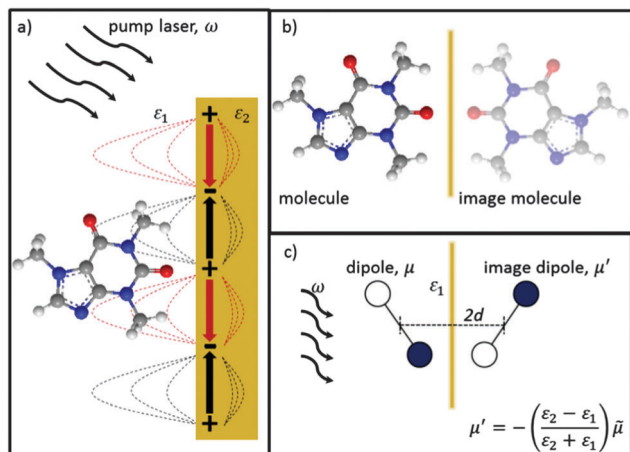 a)
pump laser, ω
ε₁
ε₂
+
−
+
−
+
b)
molecule
image molecule
c)
ω
dipole, μ
ε₁
image dipole, μ′
2d
μ′ = −((ε₂ − ε₁)/(ε₂ + ε₁)) μ̃